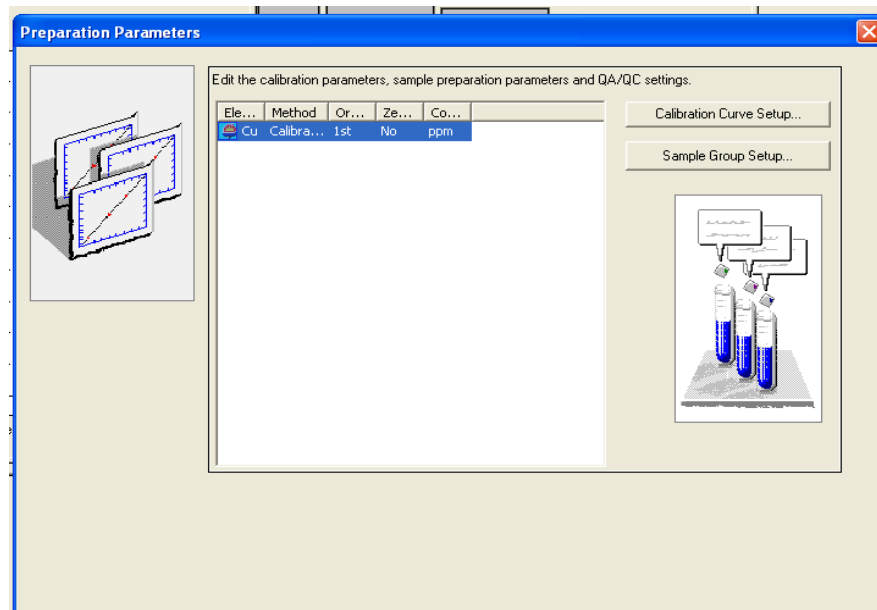 Preparation Parameters
Edit the calibration parameters, sample preparation parameters and QA/QC settings.
Ele... Method Or... Ze... Co...
Cu Calibra... 1st No ppm
Calibration Curve Setup...
Sample Group Setup...